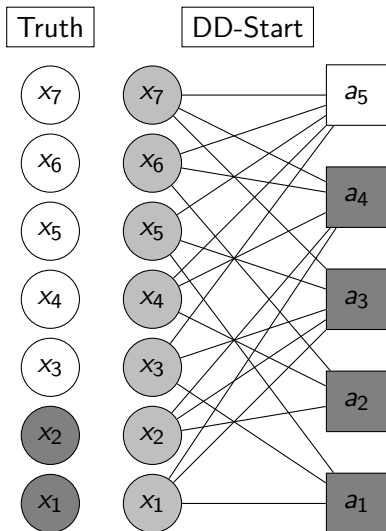 Truth DD-Start
x₇ x₇ a₅
x₆ x₆ a₄
x₅ x₅ a₃
x₄ x₄ a₂
x₃ x₃ a₁
x₂ x₂
x₁ x₁